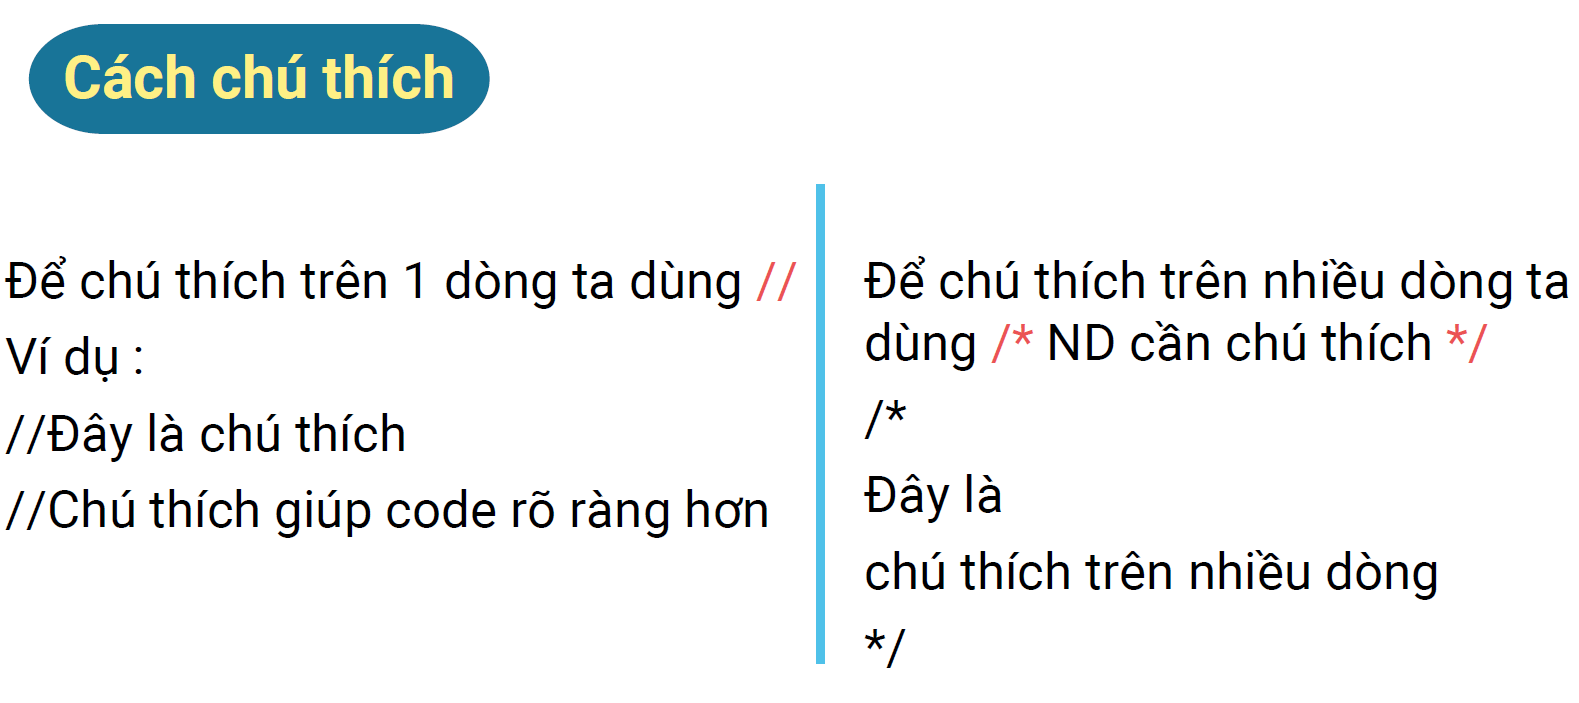 Cách chú thích
Để chú thích trên 1 dòng ta dùng //
Ví dụ :
//Đây là chú thích
//Chú thích giúp code rõ ràng hơn
Để chú thích trên nhiều dòng ta
dùng /* ND cần chú thích */
/*
Đây là
chú thích trên nhiều dòng
*/